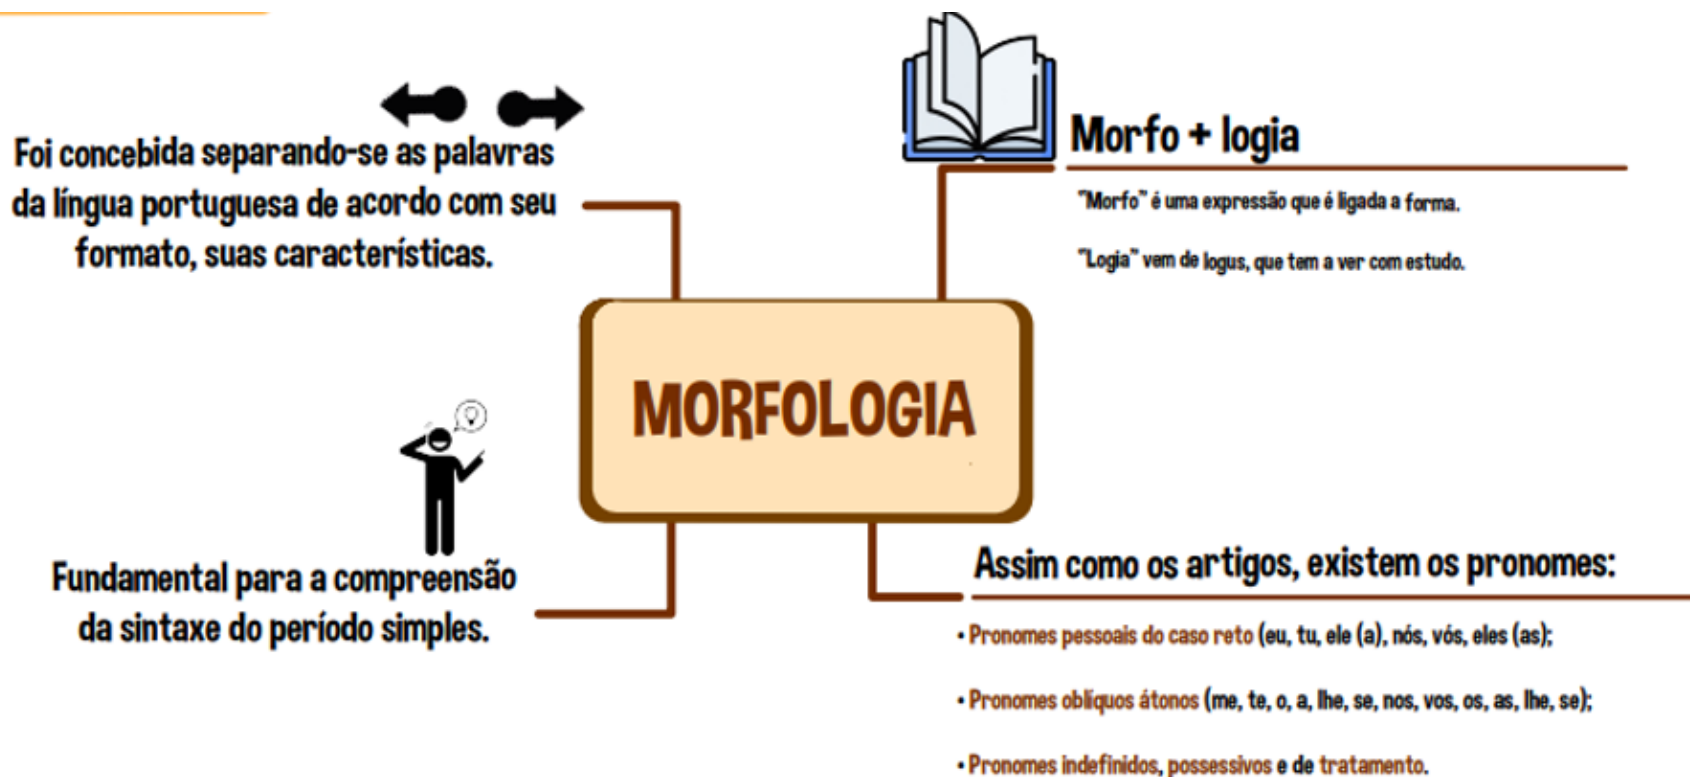 Foi concebida separando-se as palavras
da língua portuguesa de acordo com seu
formato, suas características.
Morfo + logia
"Morfo" é uma expressão que é ligada a forma.
"Logia" vem de logus, que tem a ver com estudo.
MORFOLOGIA
Fundamental para a compreensão
da sintaxe do período simples.
Assim como os artigos, existem os pronomes:
• Pronomes pessoais do caso reto (eu, tu, ele (a), nós, vós, eles (as);
• Pronomes oblíquos átonos (me, te, o, a, lhe, se, nos, vos, os, as, lhe, se);
• Pronomes indefinidos, possessivos e de tratamento.